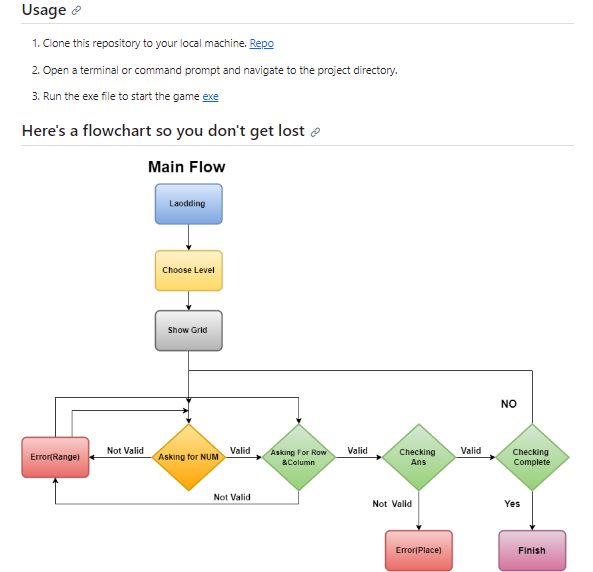 Usage
1. Clone this repository to your local machine. Repo
2. Open a terminal or command prompt and navigate to the project directory.
3. Run the exe file to start the game exe
Here's a flowchart so you don't get lost
Main Flow
Laodding
Choose Level
Show Grid
NO
Error(Range)
Not Valid
Asking for NUM
Valid
Asking For Row
&Column
Valid
Checking
Ans
Valid
Checking
Complete
Not Valid
Not Valid
Yes
Error(Place)
Finish